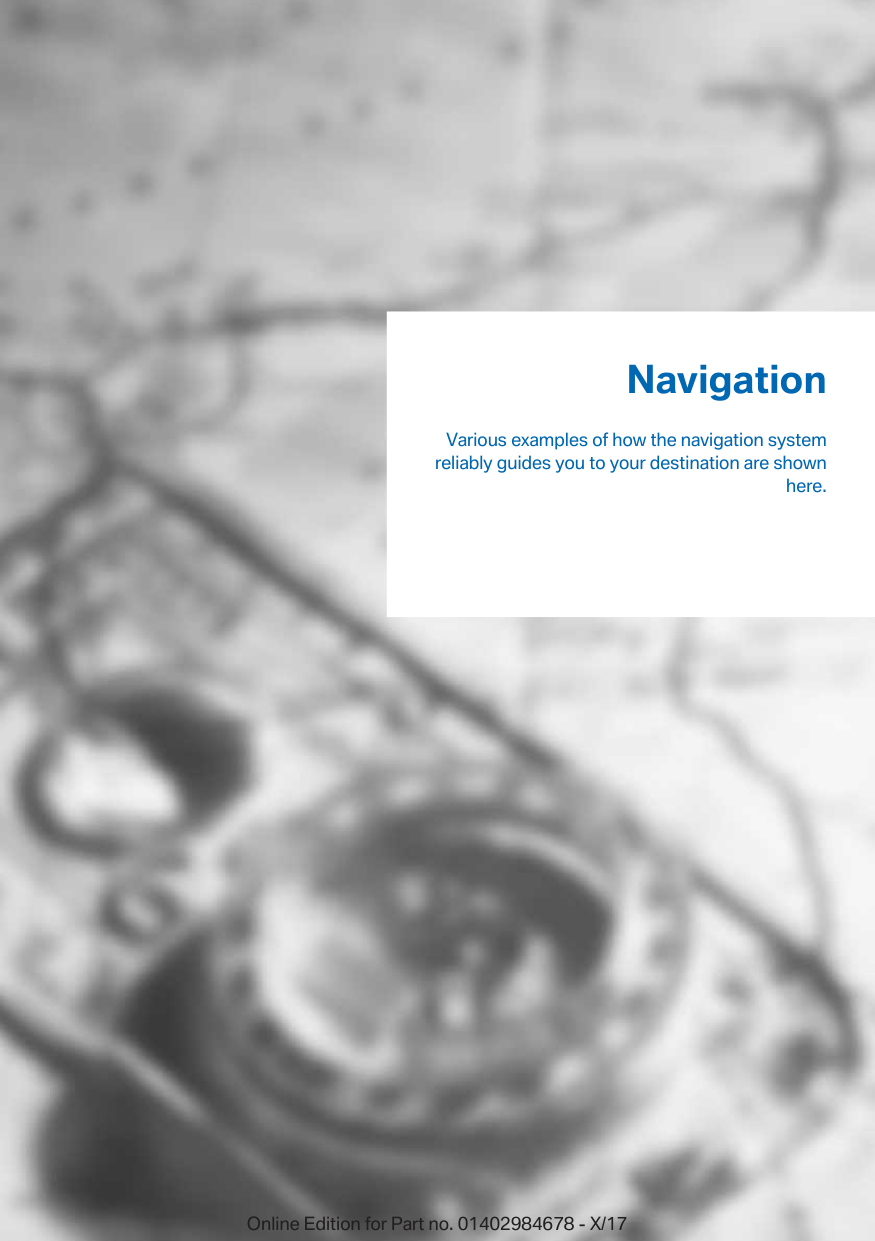 Navigation
Various examples of how the navigation system
reliably guides you to your destination are shown
here.
Online Edition for Part no. 01402984678 - X/17